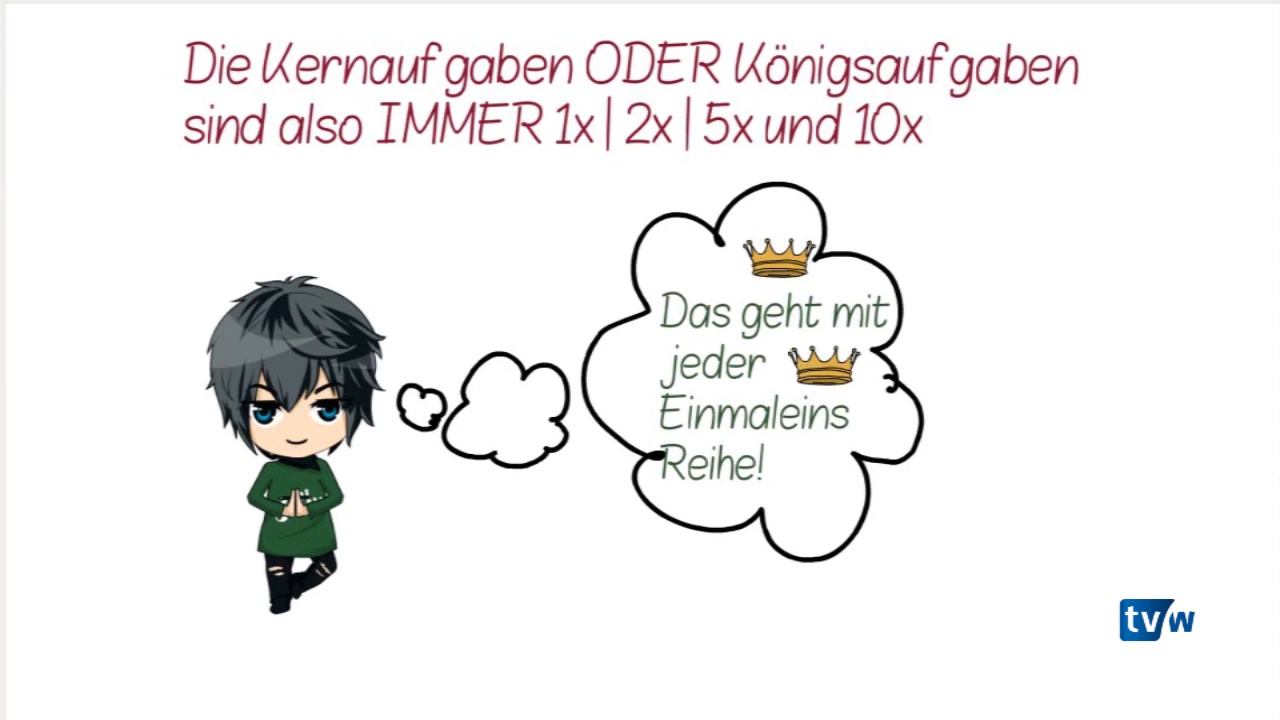 Die Kernaufgaben ODER Königsaufgaben
sind also IMMER 1x | 2x | 5x und 10x
Das geht mit
jeder
Einmaleins
Reihe!
tvw